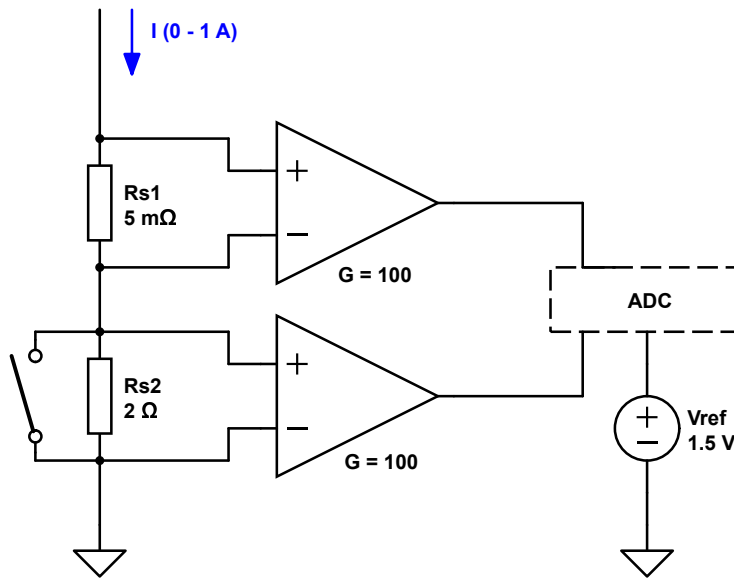 I (0 - 1 A)
Rs1
5 mΩ
+
−
G = 100
ADC
Rs2
2 Ω
+
−
G = 100
+
−
Vref
1.5 V